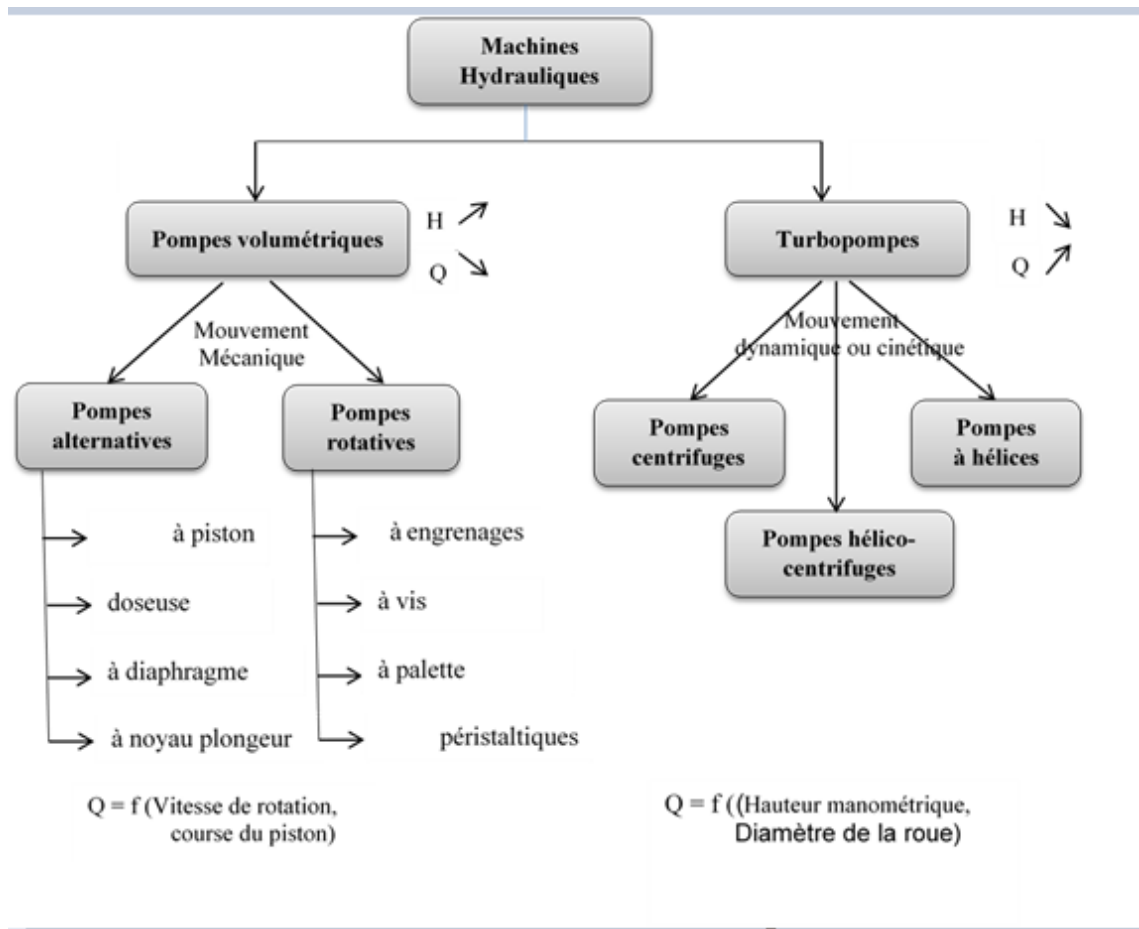 Machines
Hydrauliques
Pompes volumétriques
H
Q
Turbopompes
H
Q
Mouvement
Mécanique
Mouvement
dynamique ou cinétique
Pompes
alternatives
Pompes
rotatives
Pompes
centrifuges
Pompes
à hélices
Pompes hélico-
centrifuges
à piston
doseuse
à diaphragme
à noyau plongeur
à engrenages
à vis
à palette
péristaltiques
Q = f (Vitesse de rotation,
course du piston)
Q = f ((Hauteur manométrique,
Diamètre de la roue)